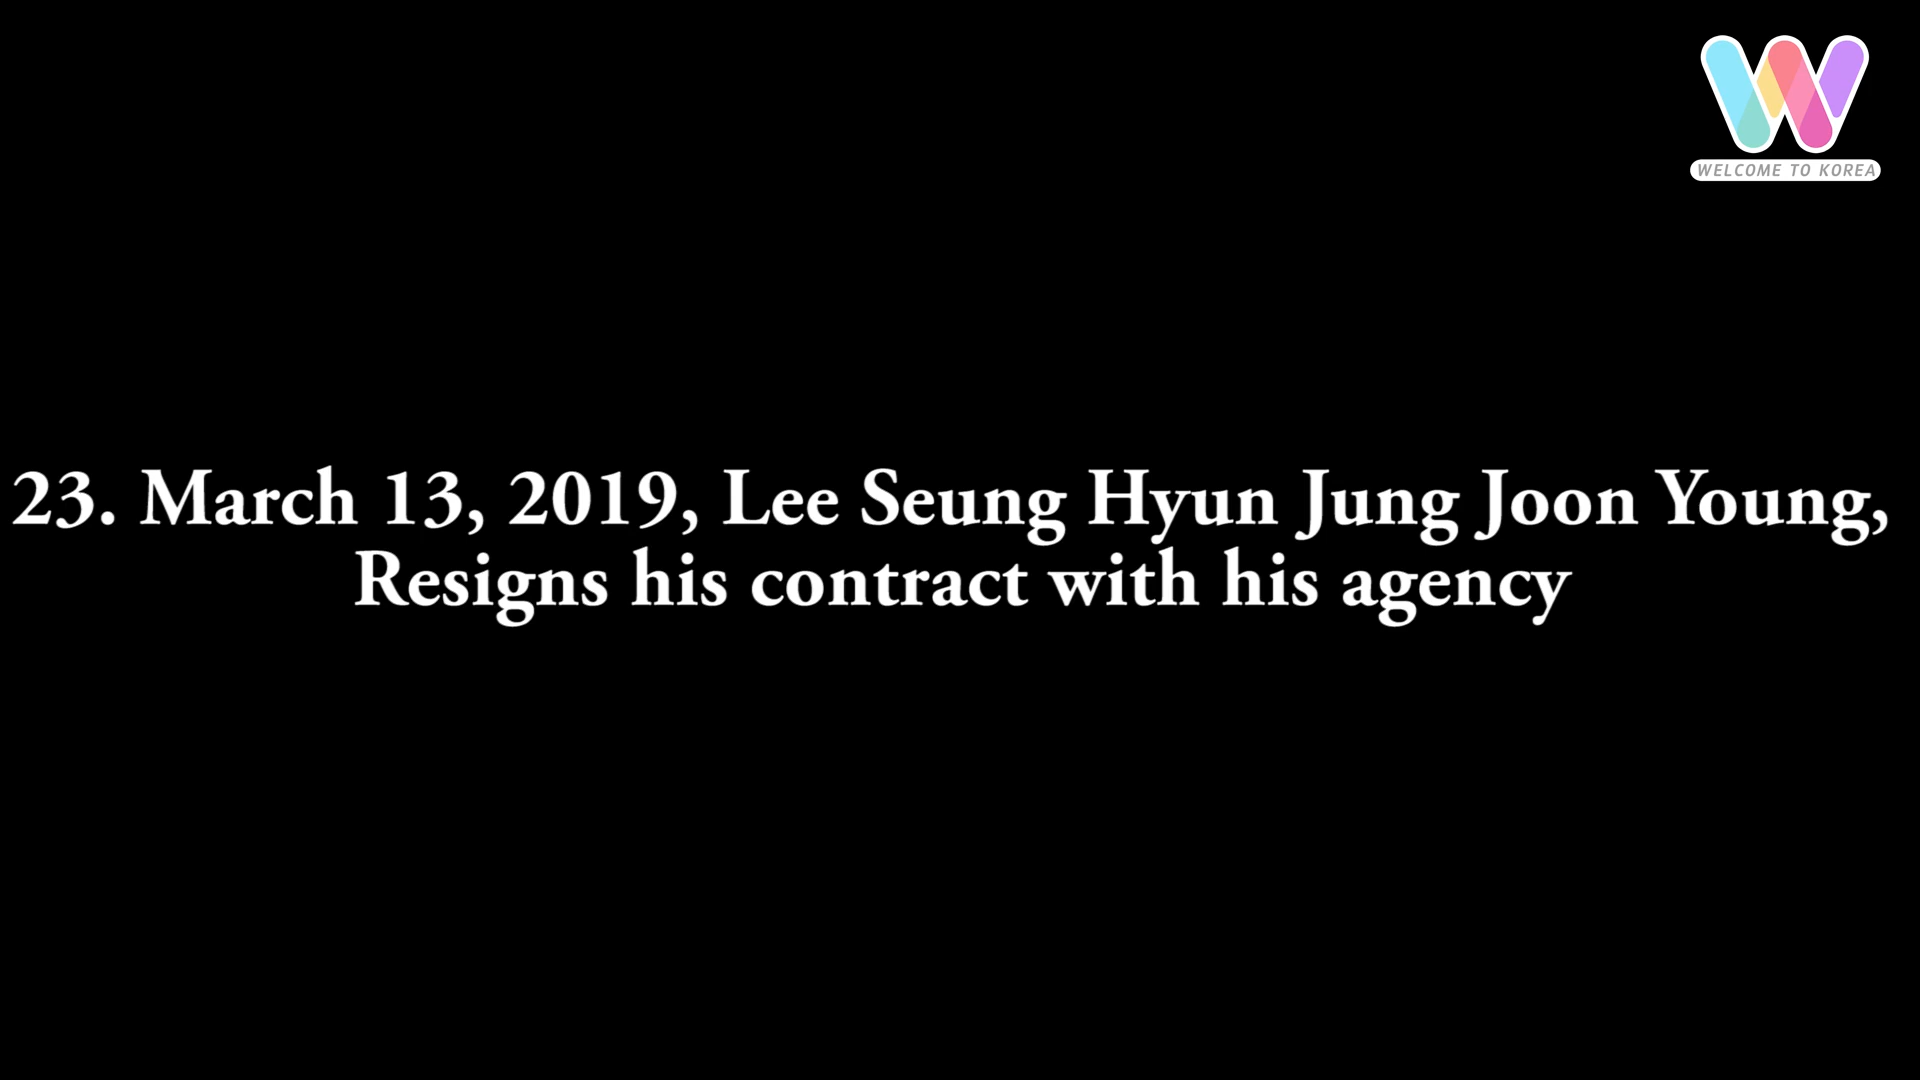 WELCOME TO KOREA
23. March 13, 2019, Lee Seung Hyun Jung Joon Young,
Resigns his contract with his agency